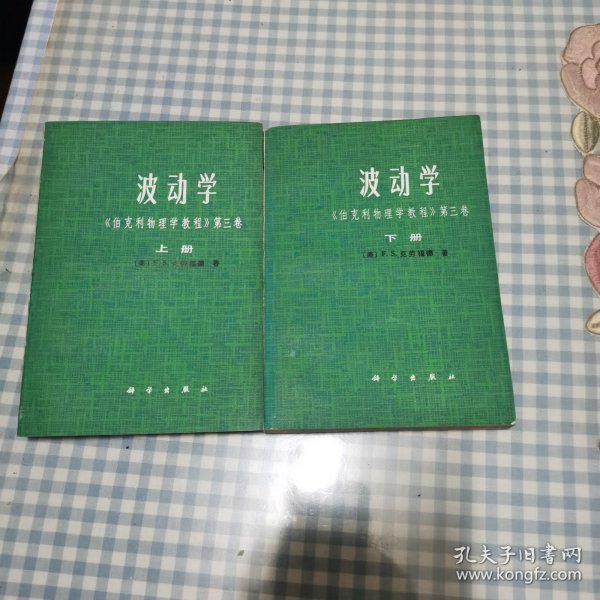 波动学
《伯克利物理学教程》第三卷
上册
〔美〕F.S.克劳福德 著
科学出版社
波动学
《伯克利物理学教程》第三卷
下册
〔美〕F.S.克劳福德 著
科学出版社
孔夫子旧书网
www.kongfz.com